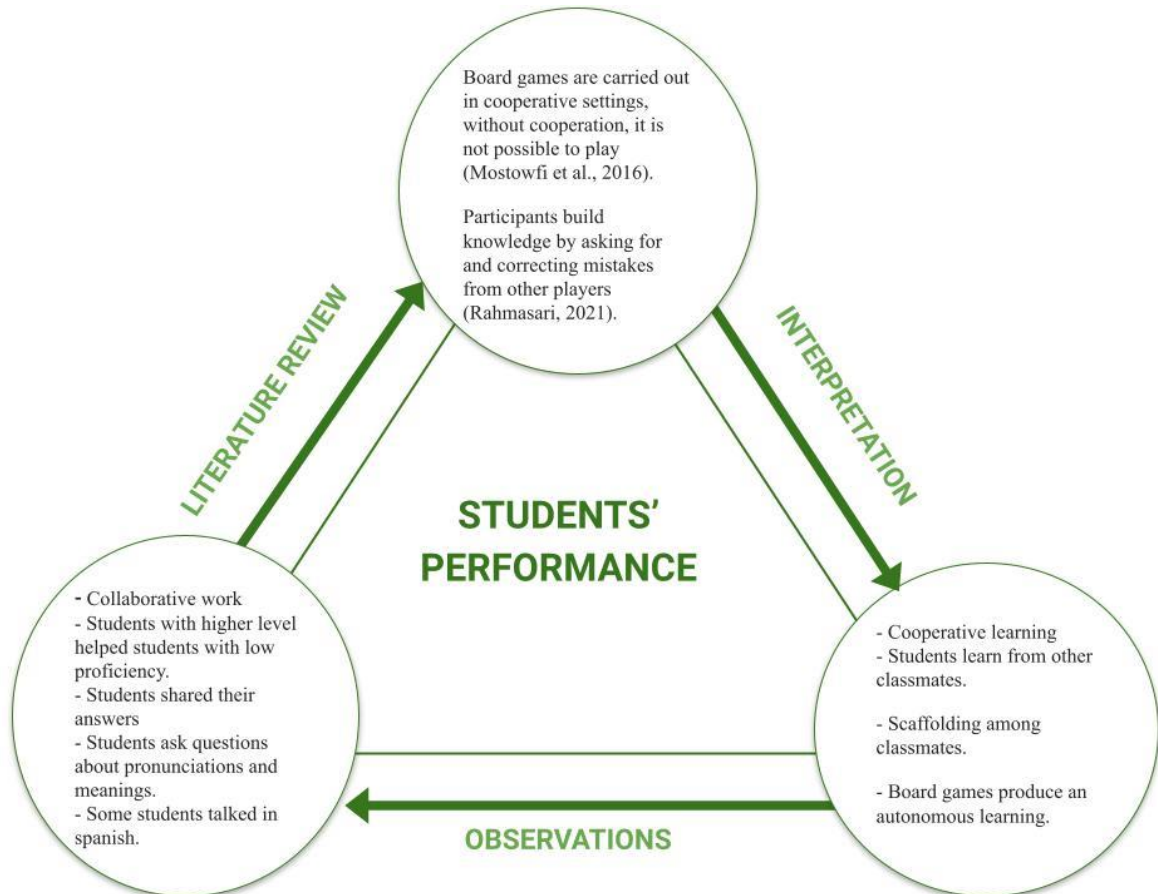 Board games are carried out
in cooperative settings,
without cooperation, it is
not possible to play
(Mostowfi et al., 2016).
Participants build
knowledge by asking for
and correcting mistakes
from other players
(Rahmasari, 2021).
LITERATURE REVIEW
INTERPRETATION
STUDENTS'
PERFORMANCE
- Collaborative work
- Students with higher level
helped students with low
proficiency.
- Students shared their
answers
- Students ask questions
about pronunciations and
meanings.
- Some students talked in
spanish.
- Cooperative learning
- Students learn from other
classmates.
- Scaffolding among
classmates.
- Board games produce an
autonomous learning.
OBSERVATIONS